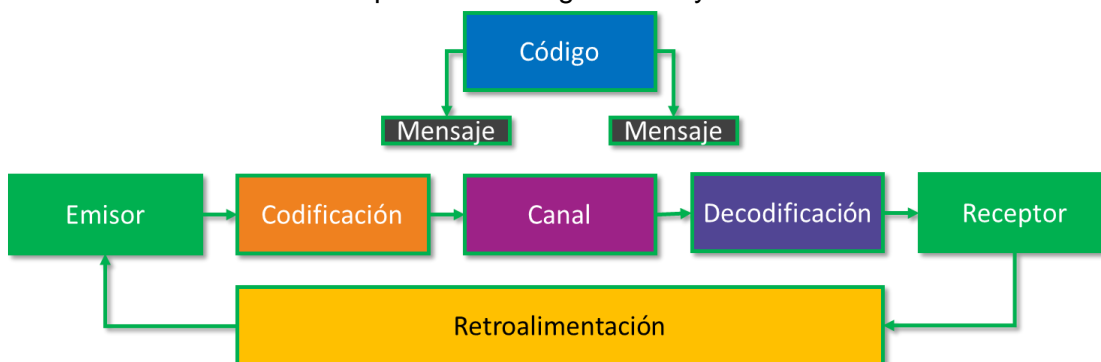 Código
Mensaje
Mensaje
Emisor
Codificación
Canal
Decodificación
Receptor
Retroalimentación